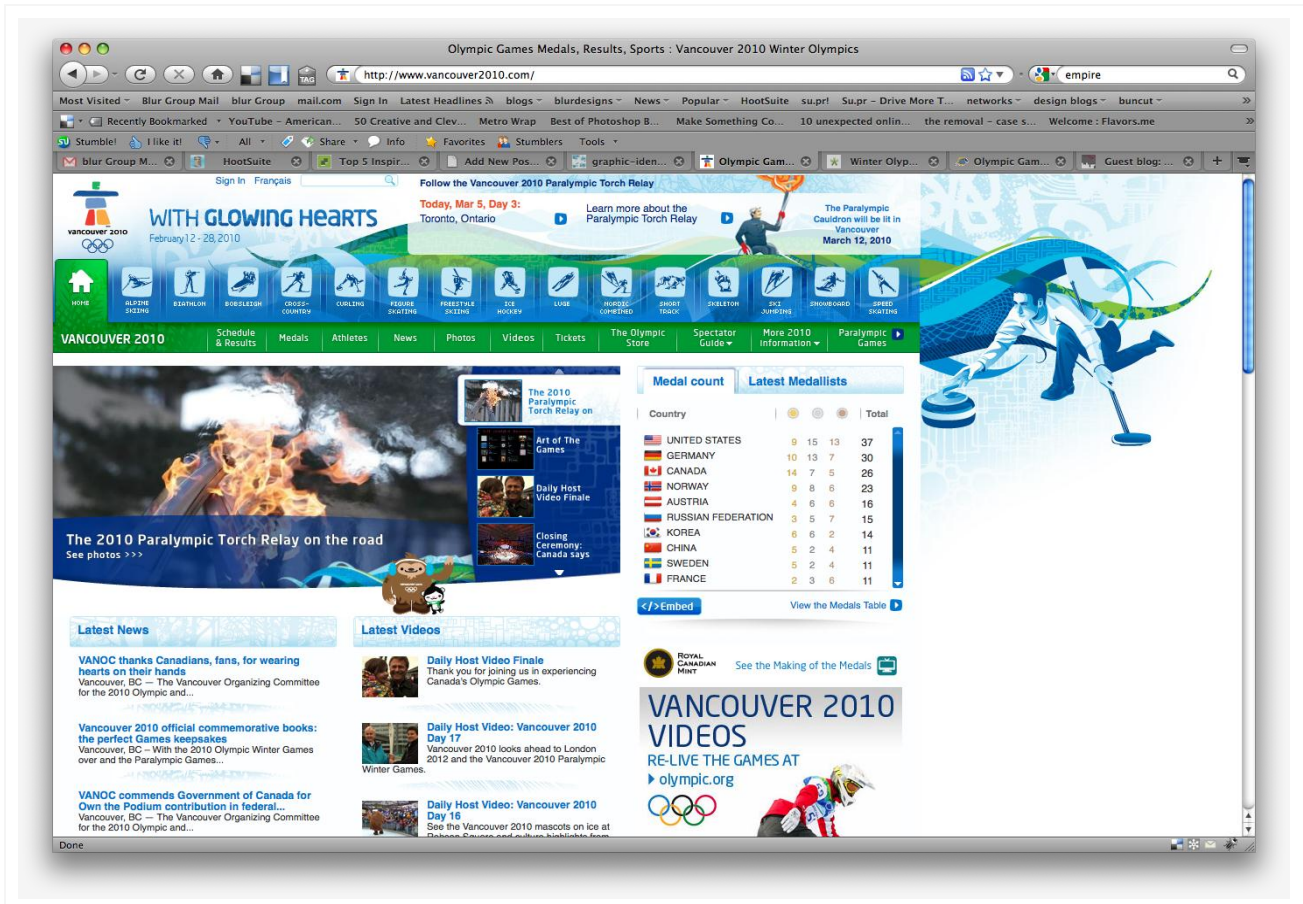 Olympic Games Medals, Results, Sports : Vancouver 2010 Winter Olympics
TAG
http://www.vancouver2010.com/
empire
Most Visited Blur Group Mail blur Group mail.com Sign In Latest Headlines blogs blurdesigns News Popular HootSuite su.pr! Su.pr - Drive More T... networks design blogs buncut
Recently Bookmarked YouTube - American... 50 Creative and Clev... Metro Wrap Best of Photoshop B... Make Something Co... 10 unexpected onlin... the removal - case s... Welcome : Flavors.me
Stumble! I like it! All Share Info Favorites Stumblers Tools
blur Group M... HootSuite Top 5 Inspir... Add New Pos... graphic-iden... Olympic Gam... Winter Olyp... Olympic Gam... Guest blog: ...
Sign In Français
vancouver 2010
WITH GLOWING HEARTS
February 12 - 28, 2010
Follow the Vancouver 2010 Paralympic Torch Relay
Today, Mar 5, Day 3:
Toronto, Ontario
Learn more about the
Paralympic Torch Relay
The Paralympic
Cauldron will be lit in
Vancouver
March 12, 2010
HOME
ALPINE
SKIING
BIATHLON
BOBSLEIGH
CROSS-
COUNTRY
CURLING
FIGURE
SKATING
FREESTYLE
SKIING
ICE
HOCKEY
LUGE
NORDIC
COMBINED
SHORT
TRACK
SKELETON
SKI
JUMPING
SNOWBOARD
SPEED
SKATING
VANCOUVER 2010
Schedule
& Results
Medals
Athletes
News
Photos
Videos
Tickets
The Olympic
Store
Spectator
Guide
More 2010
Information
Paralympic
Games
The 2010
Paralympic
Torch Relay on
Art of The
Games
Daily Host
Video Finale
Closing
Ceremony:
Canada says
The 2010 Paralympic Torch Relay on the road
See photos >>>
Medal count
Latest Medallists
Country Total
UNITED STATES 9 15 13 37
GERMANY 10 13 7 30
CANADA 14 7 5 26
NORWAY 9 8 6 23
AUSTRIA 4 6 6 16
RUSSIAN FEDERATION 3 5 7 15
KOREA 6 6 2 14
CHINA 5 2 4 11
SWEDEN 5 2 4 11
FRANCE 2 3 6 11
</>Embed
View the Medals Table
Latest News
VANOC thanks Canadians, fans, for wearing
hearts on their hands
Vancouver, BC — The Vancouver Organizing Committee
for the 2010 Olympic and...
Vancouver 2010 official commemorative books:
the perfect Games keepsakes
Vancouver, BC – With the 2010 Olympic Winter Games
over and the Paralympic Games...
VANOC commends Government of Canada for
Own the Podium contribution in federal...
Vancouver, BC — The Vancouver Organizing Committee
for the 2010 Olympic and...
Latest Videos
Daily Host Video Finale
Thank you for joining us in experiencing
Canada's Olympic Games.
Daily Host Video: Vancouver 2010
Day 17
Vancouver 2010 looks ahead to London
2012 and the Vancouver 2010 Paralympic
Winter Games.
Daily Host Video: Vancouver 2010
Day 16
See the Vancouver 2010 mascots on ice at
Robson Square and culture highlights from
ROYAL
CANADIAN
MINT
See the Making of the Medals
VANCOUVER 2010
VIDEOS
RE-LIVE THE GAMES AT
olympic.org
Done